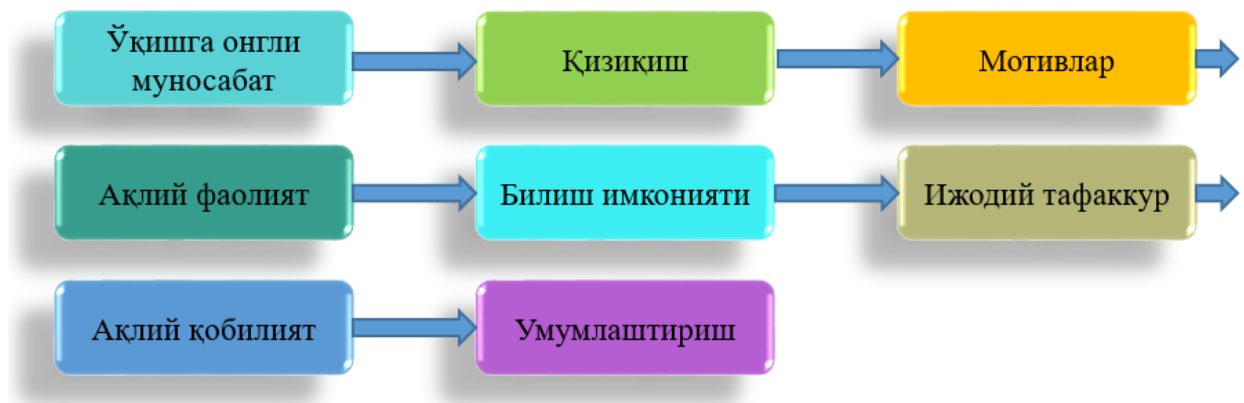 Ўқишга онгли
муносабат
Қизиқиш
Мотивлар
Ақлий фаолият
Билиш имконияти
Ижодий тафаккур
Ақлий қобилият
Умумлаштириш